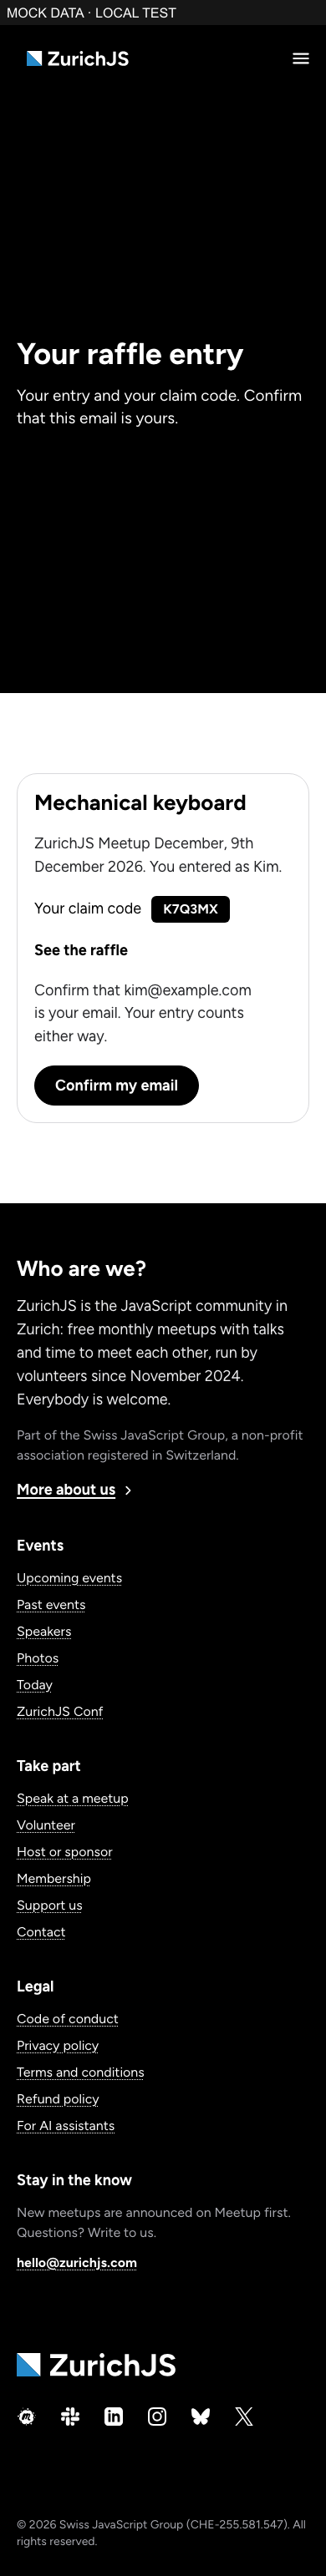 MOCK DATA · LOCAL TEST
ZurichJS
Your raffle entry
Your entry and your claim code. Confirm
that this email is yours.
Mechanical keyboard
ZurichJS Meetup December, 9th
December 2026. You entered as Kim.
Your claim code K7Q3MX
See the raffle
Confirm that kim@example.com
is your email. Your entry counts
either way.
Confirm my email
Who are we?
ZurichJS is the JavaScript community in
Zurich: free monthly meetups with talks
and time to meet each other, run by
volunteers since November 2024.
Everybody is welcome.
Part of the Swiss JavaScript Group, a non-profit
association registered in Switzerland.
More about us
Events
Upcoming events
Past events
Speakers
Photos
Today
ZurichJS Conf
Take part
Speak at a meetup
Volunteer
Host or sponsor
Membership
Support us
Contact
Legal
Code of conduct
Privacy policy
Terms and conditions
Refund policy
For AI assistants
Stay in the know
New meetups are announced on Meetup first.
Questions? Write to us.
hello@zurichjs.com
ZurichJS
© 2026 Swiss JavaScript Group (CHE-255.581.547). All
rights reserved.